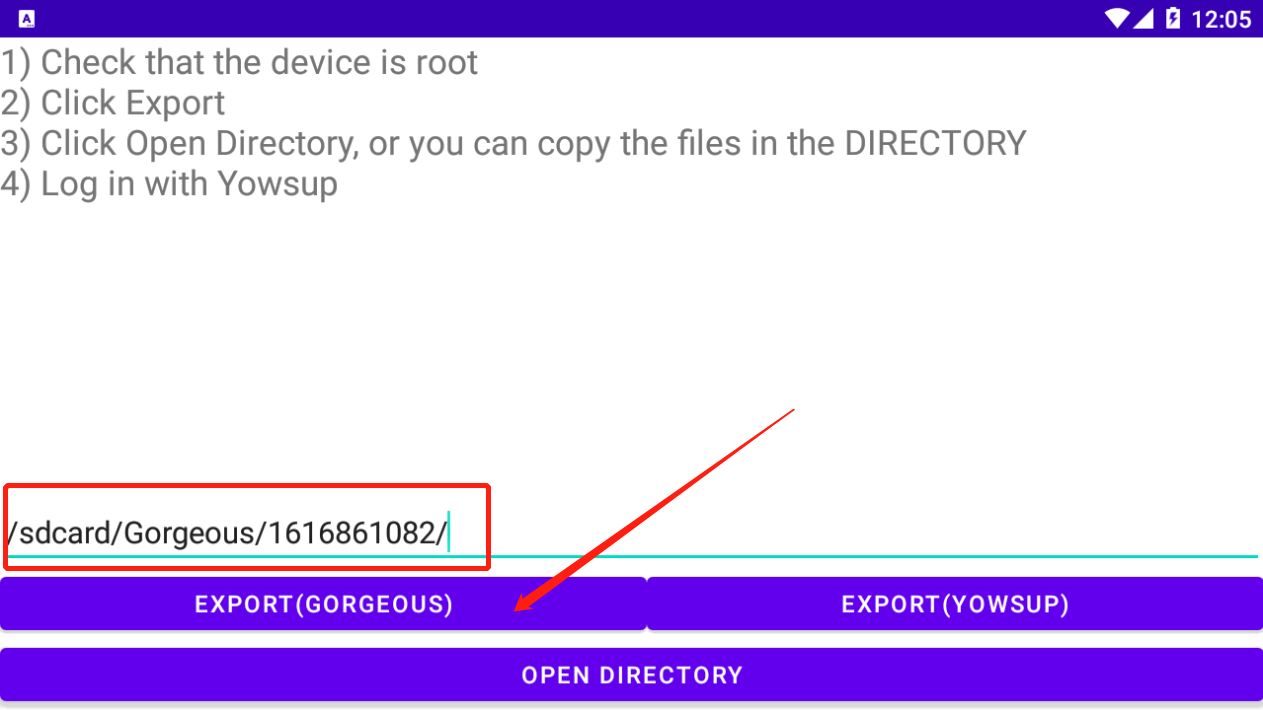 A
12:05
1) Check that the device is root
2) Click Export
3) Click Open Directory, or you can copy the files in the DIRECTORY
4) Log in with Yowsup
/sdcard/Gorgeous/1616861082/
EXPORT(GORGEOUS)
EXPORT(YOWSUP)
OPEN DIRECTORY